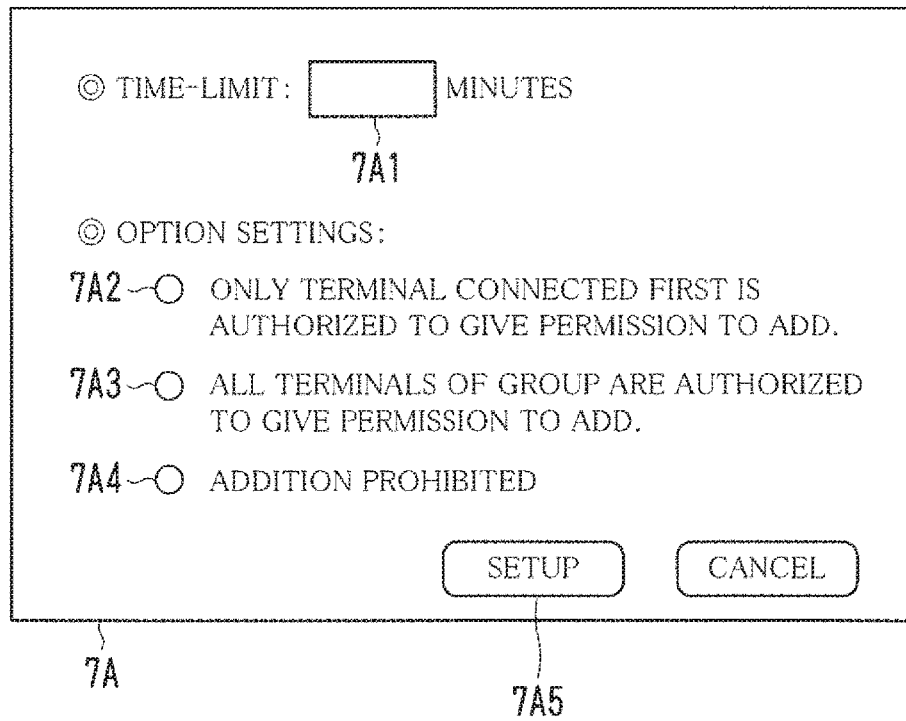 ◎ TIME-LIMIT: MINUTES
7A1
◎ OPTION SETTINGS:
7A2 ONLY TERMINAL CONNECTED FIRST IS
AUTHORIZED TO GIVE PERMISSION TO ADD.
7A3 ALL TERMINALS OF GROUP ARE AUTHORIZED
TO GIVE PERMISSION TO ADD.
7A4 ADDITION PROHIBITED
SETUP CANCEL
7A
7A5